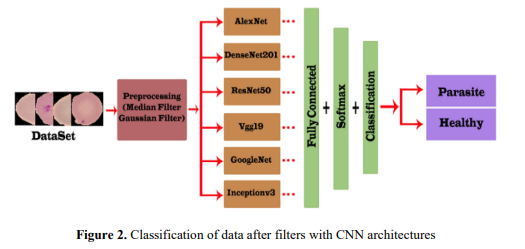 DataSet
Preprocessing
(Median Filter
Gaussian Filter)
AlexNet
DenseNet201
ResNet50
Vgg19
GoogleNet
Inceptionv3
Fully Connected
+
Softmax
+
Classification
Parasite
Healthy
Figure 2. Classification of data after filters with CNN architectures